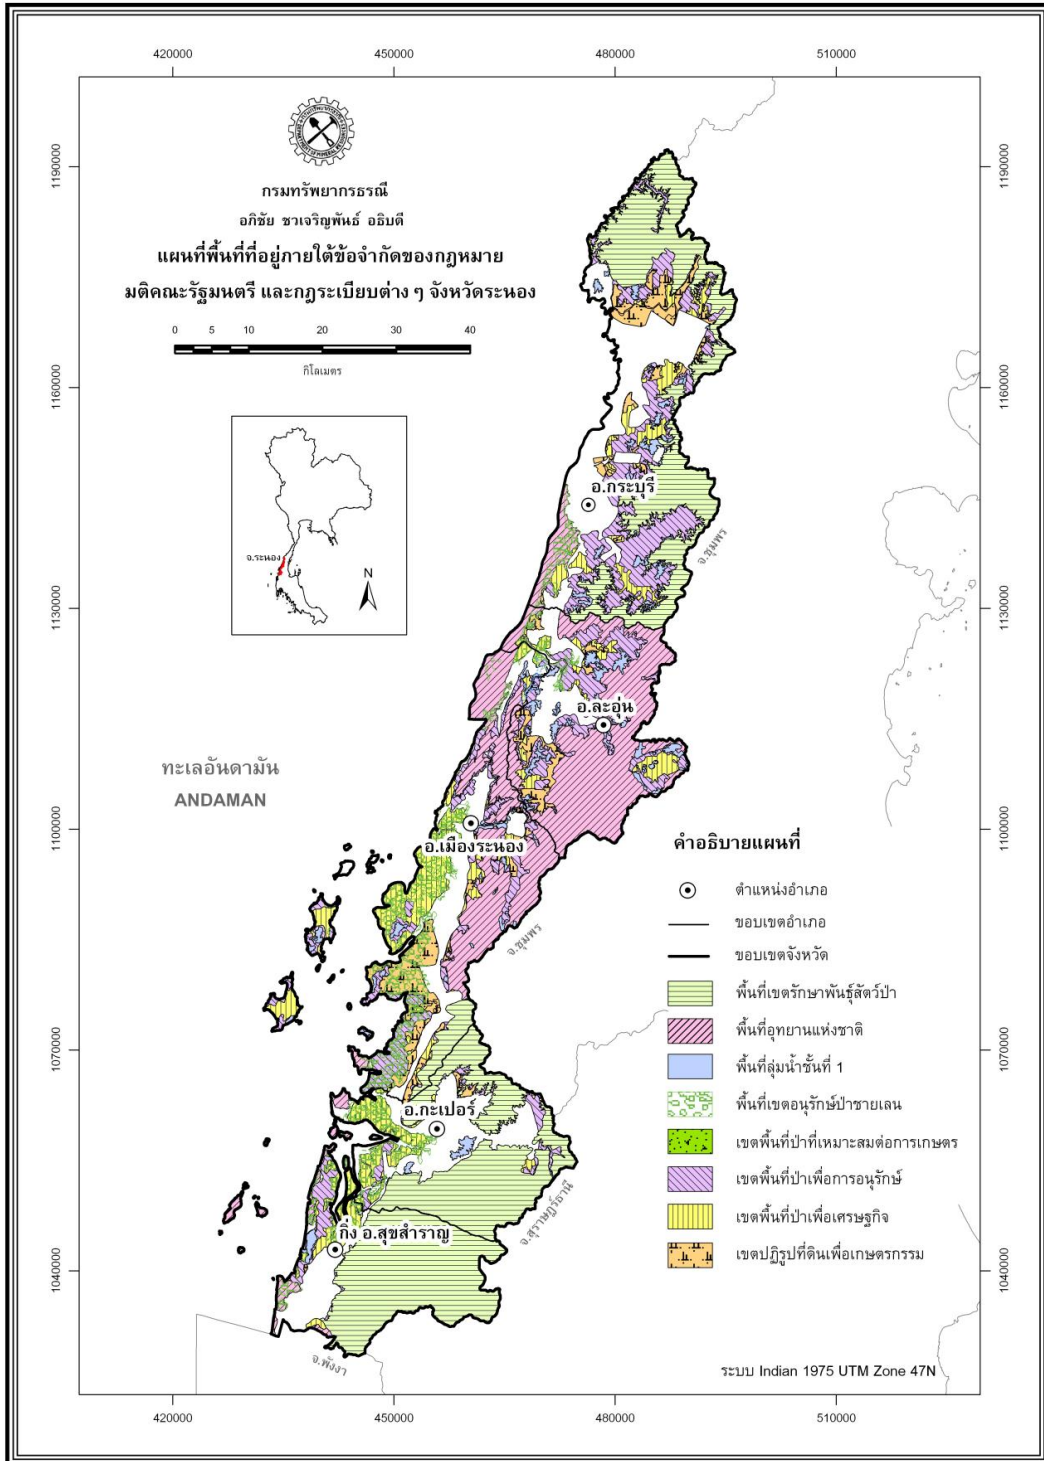 420000 450000 480000 510000
1190000 1190000
1160000 1160000
1130000 1130000
1100000 1100000
1070000 1070000
1040000 1040000
กรมทรัพยากรธรณี
อภิชัย ชวเจริญพันธ์ อธิบดี
แผนที่พื้นที่ที่อยู่ภายใต้ข้อจำกัดของกฎหมาย
มติคณะรัฐมนตรี และกฎระเบียบต่าง ๆ จังหวัดระนอง
0 5 10 20 30 40
กิโลเมตร
จ.ระนอง
N
อ.กระบุรี
จ.ชุมพร
อ.ละอุ่น
ทะเลอันดามัน
ANDAMAN
อ.เมืองระนอง
จ.ชุมพร
อ.กะเปอร์
จ.สุราษฎร์ธานี
กิ่ง อ.สุขสำราญ
จ.พังงา
คำอธิบายแผนที่
ตำแหน่งอำเภอ
ขอบเขตอำเภอ
ขอบเขตจังหวัด
พื้นที่เขตรักษาพันธุ์สัตว์ป่า
พื้นที่อุทยานแห่งชาติ
พื้นที่ลุ่มน้ำชั้นที่ 1
พื้นที่เขตอนุรักษ์ป่าชายเลน
เขตพื้นที่ป่าที่เหมาะสมต่อการเกษตร
เขตพื้นที่ป่าเพื่อการอนุรักษ์
เขตพื้นที่ป่าเพื่อเศรษฐกิจ
เขตปฏิรูปที่ดินเพื่อเกษตรกรรม
ระบบ Indian 1975 UTM Zone 47N
420000 450000 480000 510000